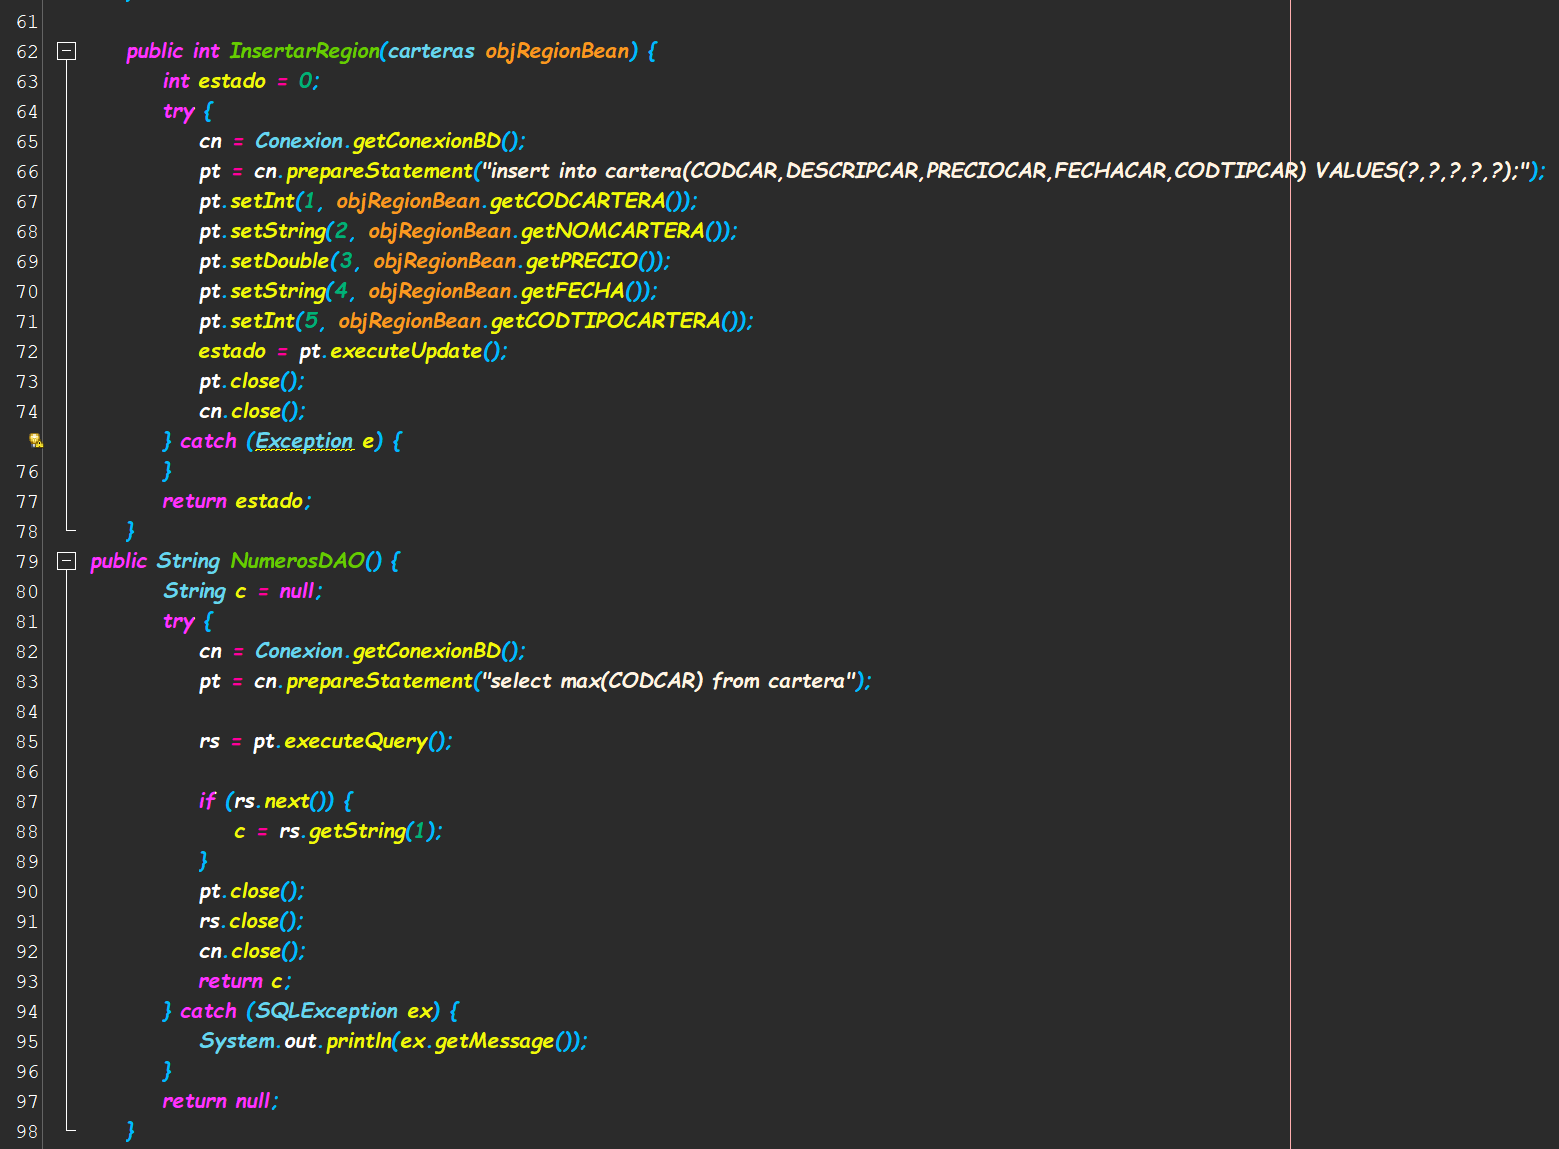 61
62 public int InsertarRegion(carteras objRegionBean) {
63 int estado = 0;
64 try {
65 cn = Conexion.getConexionBD();
66 pt = cn.prepareStatement("insert into cartera(CODCAR,DESCRIPCAR,PRECIOCAR,FECHACAR,CODTIPCAR) VALUES(?,?,?,?,?);");
67 pt.setInt(1, objRegionBean.getCODCARTERA());
68 pt.setString(2, objRegionBean.getNOMCARTERA());
69 pt.setDouble(3, objRegionBean.getPRECIO());
70 pt.setString(4, objRegionBean.getFECHA());
71 pt.setInt(5, objRegionBean.getCODTIPOCARTERA());
72 estado = pt.executeUpdate();
73 pt.close();
74 cn.close();
} catch (Exception e) {
76 }
77 return estado;
78 }
79 public String NumerosDAO() {
80 String c = null;
81 try {
82 cn = Conexion.getConexionBD();
83 pt = cn.prepareStatement("select max(CODCAR) from cartera");
84
85 rs = pt.executeQuery();
86
87 if (rs.next()) {
88 c = rs.getString(1);
89 }
90 pt.close();
91 rs.close();
92 cn.close();
93 return c;
94 } catch (SQLException ex) {
95 System.out.println(ex.getMessage());
96 }
97 return null;
98 }